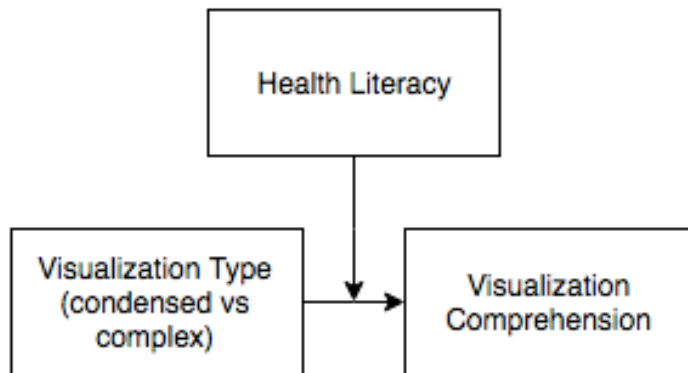 Health Literacy
Visualization Type
(condensed vs
complex)
Visualization
Comprehension